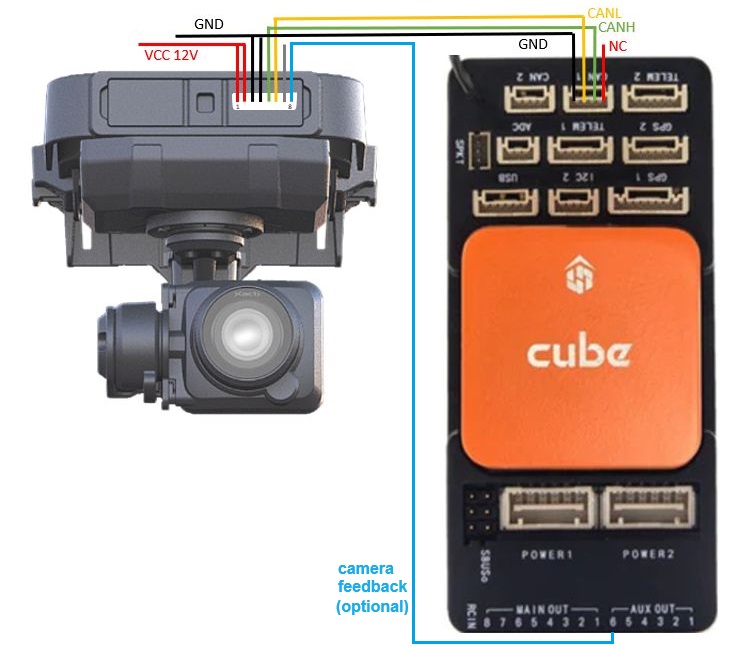 CANL
GND
CANH
GND
NC
VCC 12V
1
8
CAN 2
CAN 1
TELEM 2
ADC
TELEM 1
GPS 2
SPKT
USB
I2C 2
GPS 1
cube
POWER1
POWER2
SBUSo
camera
feedback
(optional)
RCIN
MAIN OUT
AUX OUT
8 7 6 5 4 3 2 1
6 5 4 3 2 1